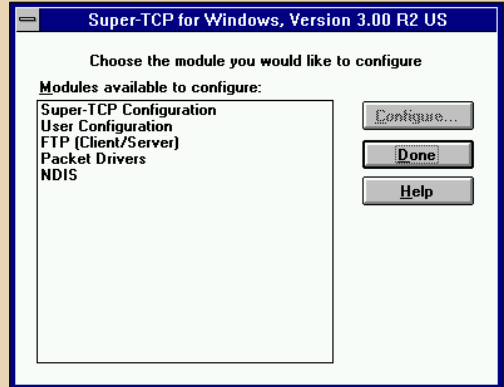 Super-TCP for Windows, Version 3.00 R2 US
Choose the module you would like to configure
Modules available to configure:
Super-TCP Configuration
User Configuration
FTP (Client/Server)
Packet Drivers
NDIS
Configure...
Done
Help